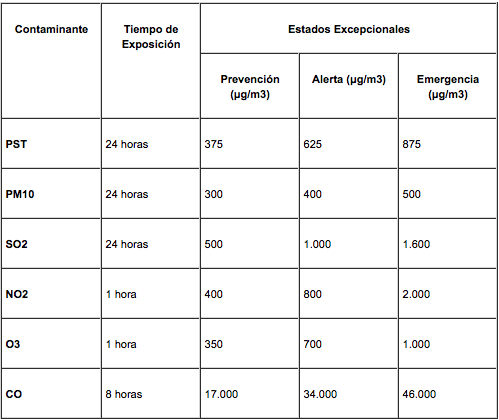 Contaminante Tiempo de Exposición Estados Excepcionales
Prevención (µg/m3) Alerta (µg/m3) Emergencia (µg/m3)
PST 24 horas 375 625 875
PM10 24 horas 300 400 500
SO2 24 horas 500 1.000 1.600
NO2 1 hora 400 800 2.000
O3 1 hora 350 700 1.000
CO 8 horas 17.000 34.000 46.000